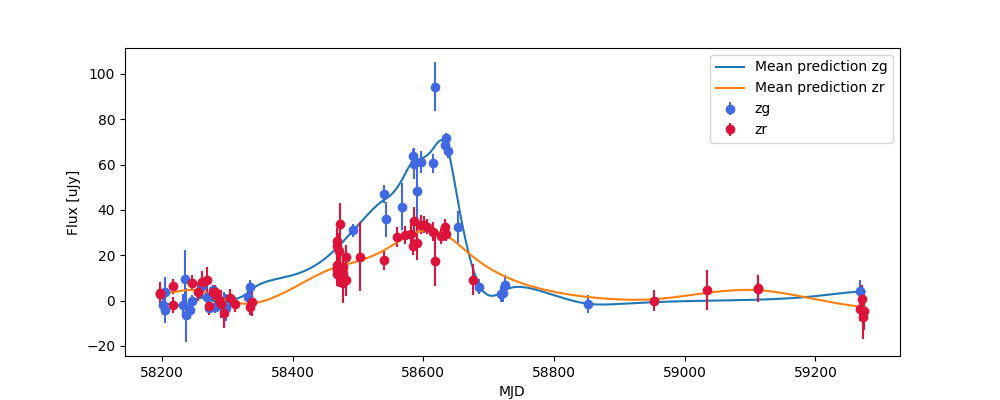 Mean prediction zg
Mean prediction zr
zg
zr
100
80
60
40
20
0
−20
Flux [uJy]
58200
58400
58600
58800
59000
59200
MJD